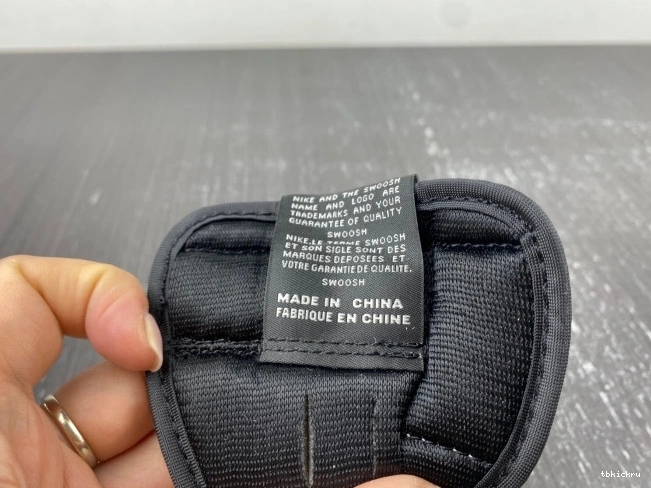 NIKE AND THE SWOOSH
NAME AND LOGO ARE
TRADEMARKS AND YOUR
GUARANTEE OF QUALITY
SWOOSH
NIKE.LE TERME SWOOSH
ET SON SIGLE SONT DES
MARQUES DEPOSEES ET
VOTRE GARANTIE DE QUALITE.
SWOOSH
MADE IN CHINA
FABRIQUE EN CHINE
tbkickru